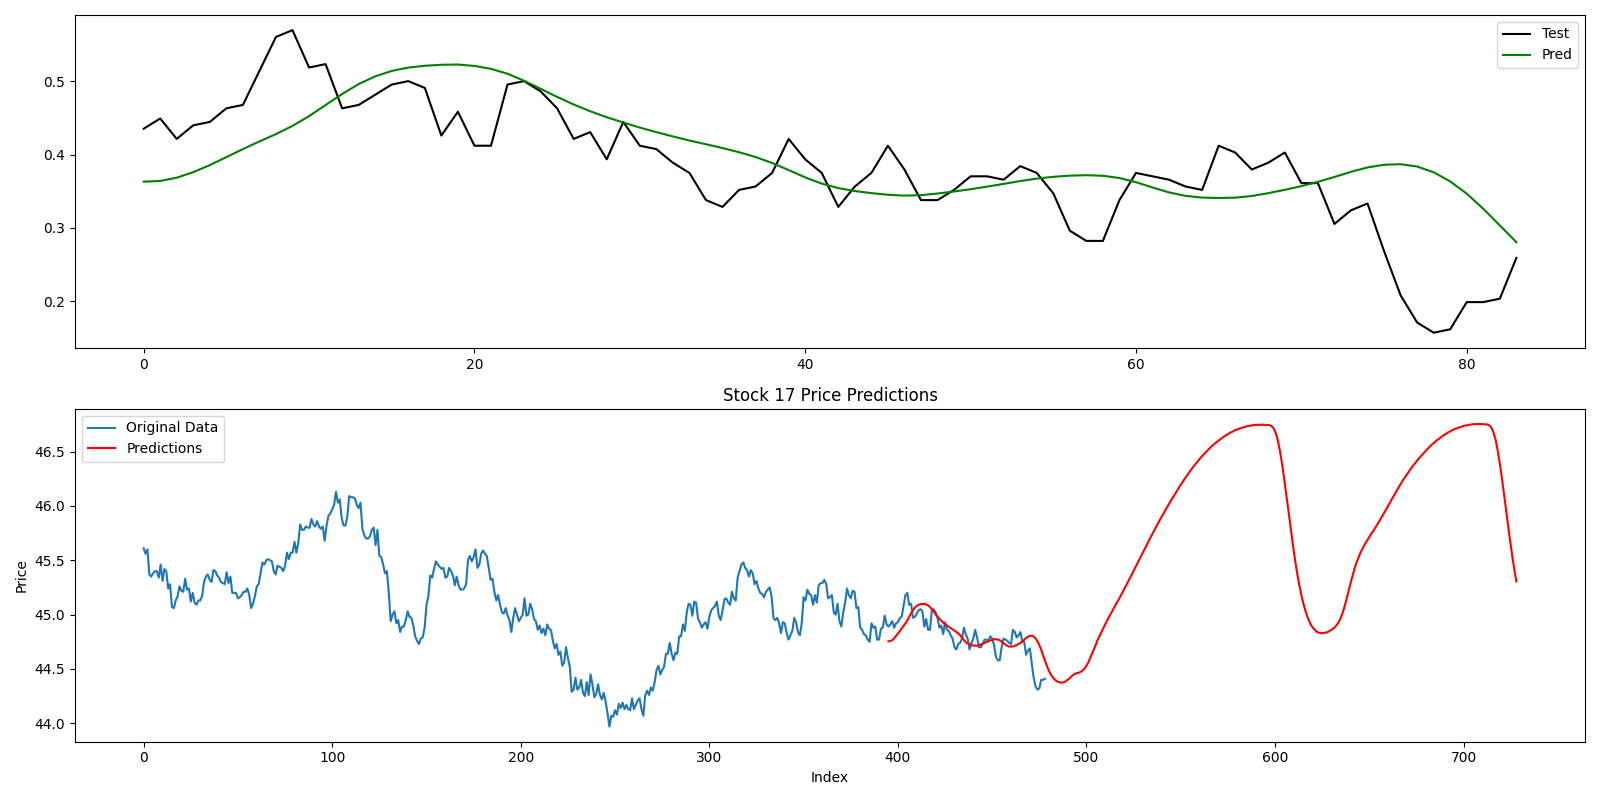 Test
Pred
0.5
0.4
0.3
0.2
0 20 40 60 80
Stock 17 Price Predictions
Original Data
Predictions
46.5
46.0
45.5
45.0
44.5
44.0
Price
0 100 200 300 400 500 600 700
Index